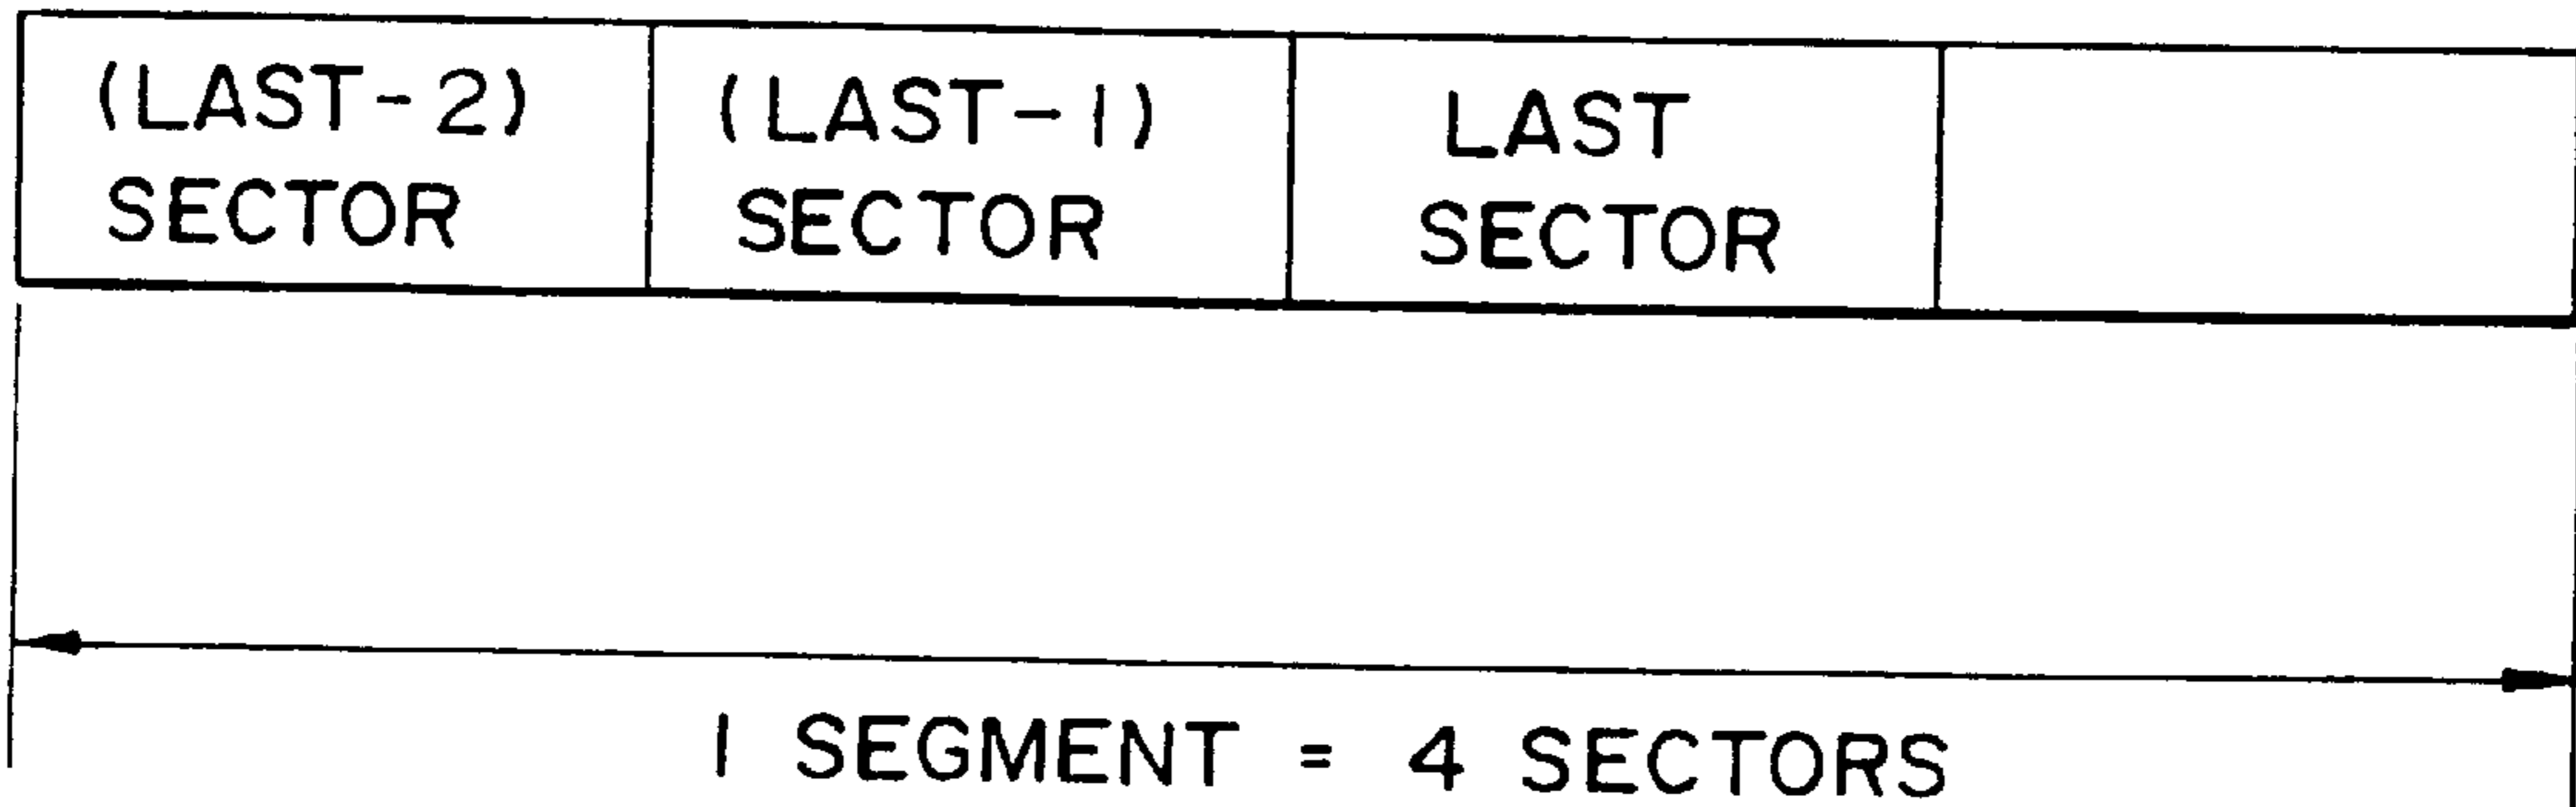 (LAST-2)
SECTOR
(LAST-1)
SECTOR
LAST
SECTOR
1 SEGMENT = 4 SECTORS